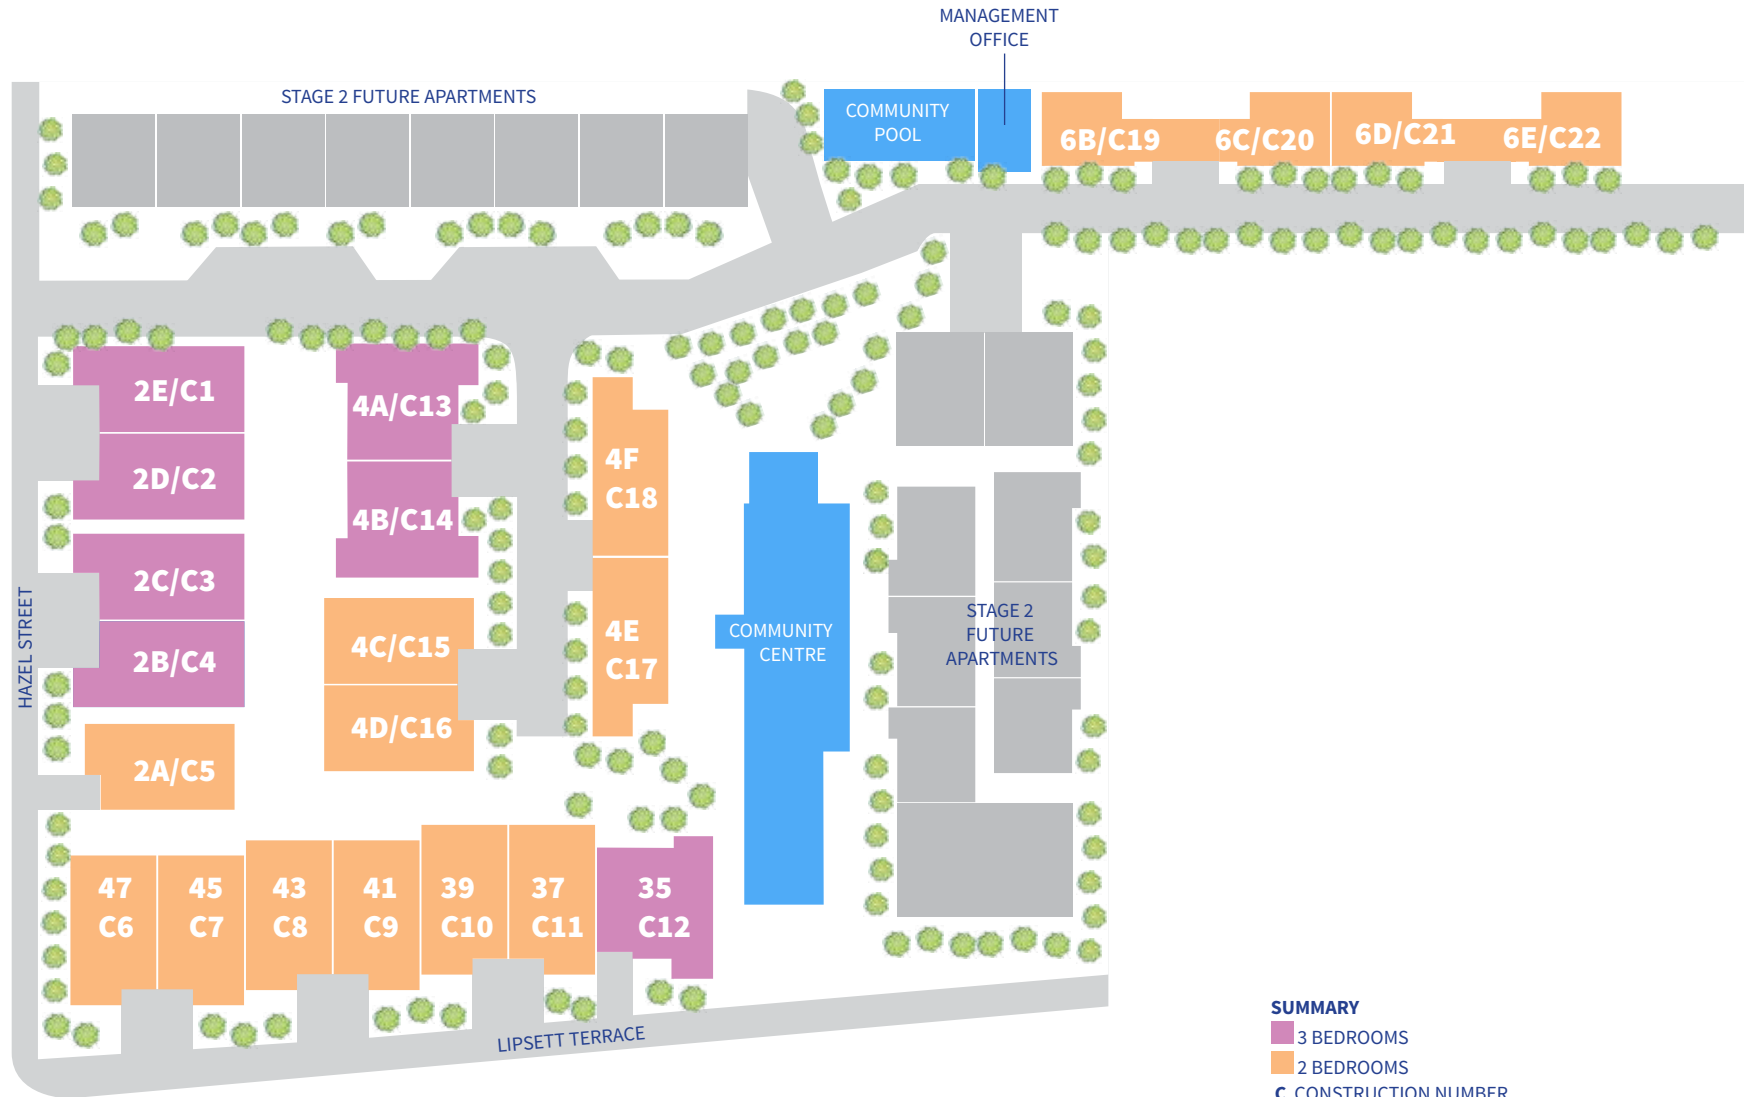 MANAGEMENT
OFFICE
STAGE 2 FUTURE APARTMENTS
COMMUNITY
POOL
6B/C19
6C/C20
6D/C21
6E/C22
2E/C1
4A/C13
2D/C2
4B/C14
4F
C18
2C/C3
2B/C4
4C/C15
4E
C17
4D/C16
2A/C5
HAZEL STREET
COMMUNITY
CENTRE
STAGE 2
FUTURE
APARTMENTS
47
C6
45
C7
43
C8
41
C9
39
C10
37
C11
35
C12
LIPSETT TERRACE
SUMMARY
3 BEDROOMS
2 BEDROOMS
C CONSTRUCTION NUMBER